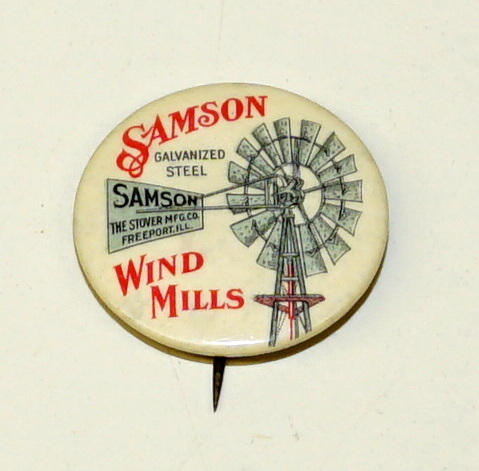 SAMSON
GALVANIZED
STEEL
SAMSON
THE STOVER MFG. CO.
FREEPORT. ILL.
WIND
MILLS